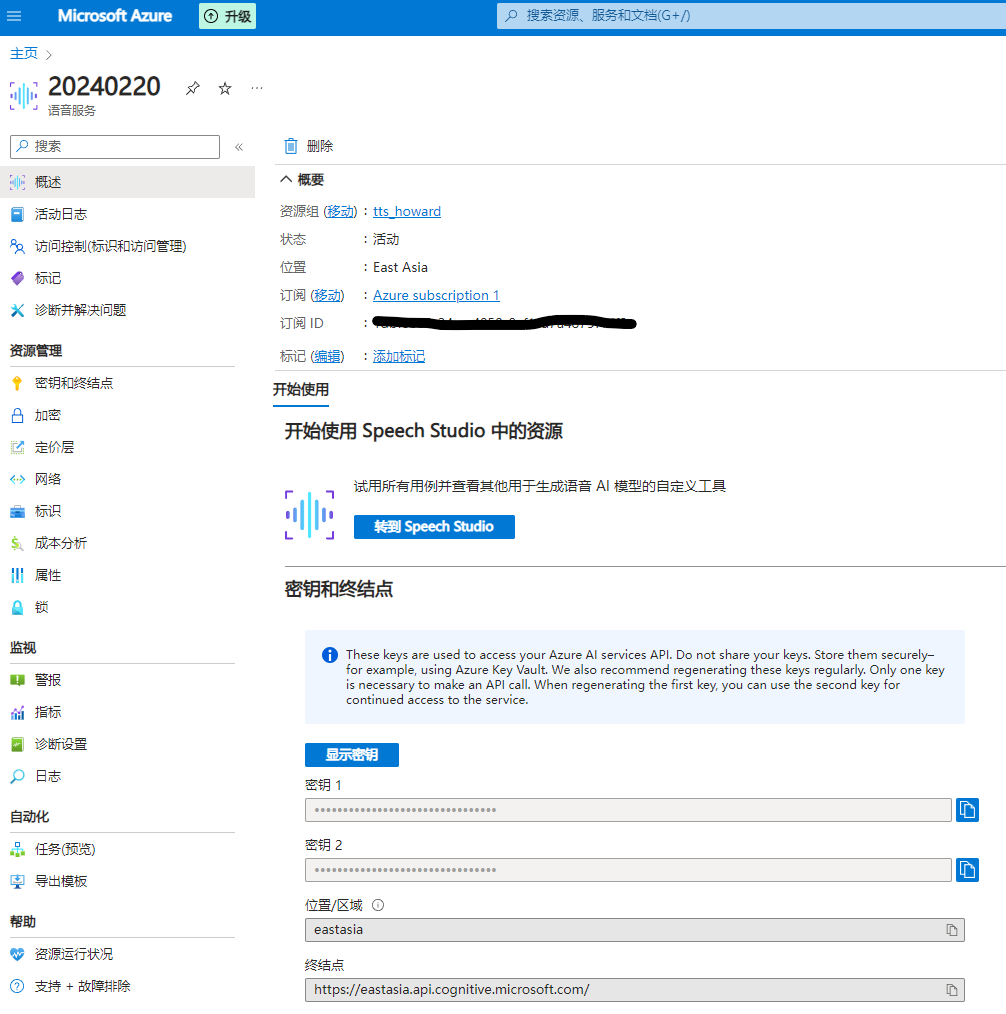 Microsoft Azure
升级
搜索资源、服务和文档(G+/)
主页
20240220
语音服务
搜索
«
概述
活动日志
访问控制(标识和访问管理)
标记
诊断并解决问题
资源管理
密钥和终结点
加密
定价层
网络
标识
成本分析
属性
锁
监视
警报
指标
诊断设置
日志
自动化
任务(预览)
导出模板
帮助
资源运行状况
支持 + 故障排除
删除
概要
资源组 (移动) : tts_howard
状态 : 活动
位置 : East Asia
订阅 (移动) : Azure subscription 1
订阅 ID :
标记 (编辑) : 添加标记
开始使用
开始使用 Speech Studio 中的资源
试用所有用例并查看其他用于生成语音 AI 模型的自定义工具
转到 Speech Studio
密钥和终结点
These keys are used to access your Azure AI services API. Do not share your keys. Store them securely–
for example, using Azure Key Vault. We also recommend regenerating these keys regularly. Only one key
is necessary to make an API call. When regenerating the first key, you can use the second key for
continued access to the service.
显示密钥
密钥 1
••••••••••••••••••••••••••••••••
密钥 2
••••••••••••••••••••••••••••••••
位置/区域
eastasia
终结点
https://eastasia.api.cognitive.microsoft.com/